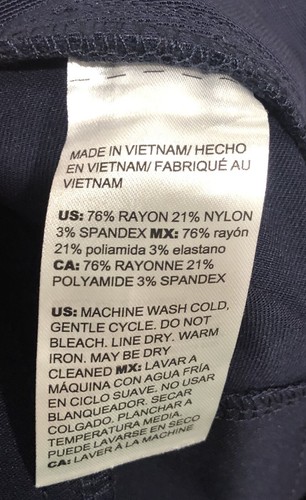 MADE IN VIETNAM/ HECHO
EN VIETNAM/ FABRIQUÉ AU
VIETNAM
US: 76% RAYON 21% NYLON
3% SPANDEX MX: 76% rayón
21% poliamida 3% elastano
CA: 76% RAYONNE 21%
POLYAMIDE 3% SPANDEX
US: MACHINE WASH COLD,
GENTLE CYCLE. DO NOT
BLEACH. LINE DRY. WARM
IRON. MAY BE DRY
CLEANED MX: LAVAR A
MÁQUINA CON AGUA FRÍA
EN CICLO SUAVE. NO USAR
BLANQUEADOR. SECAR
COLGADO. PLANCHAR A
TEMPERATURA MEDIA.
PUEDE LAVARSE EN SECO
CA: LAVER À LA MACHINE